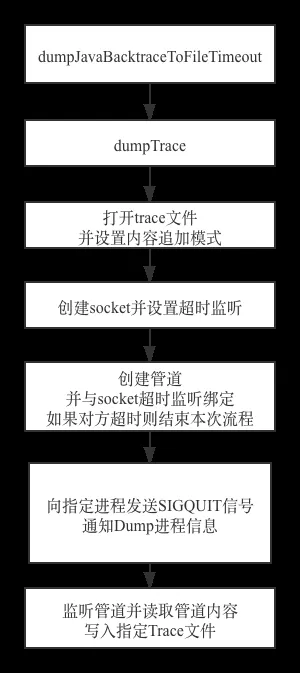 dumpJavaBacktraceToFileTimeout
dumpTrace
打开trace文件
并设置内容追加模式
创建socket并设置超时监听
创建管道
并与socket超时监听绑定
如果对方超时则结束本次流程
向指定进程发送SIGQUIT信号
通知Dump进程信息
监听管道并读取管道内容
写入指定Trace文件